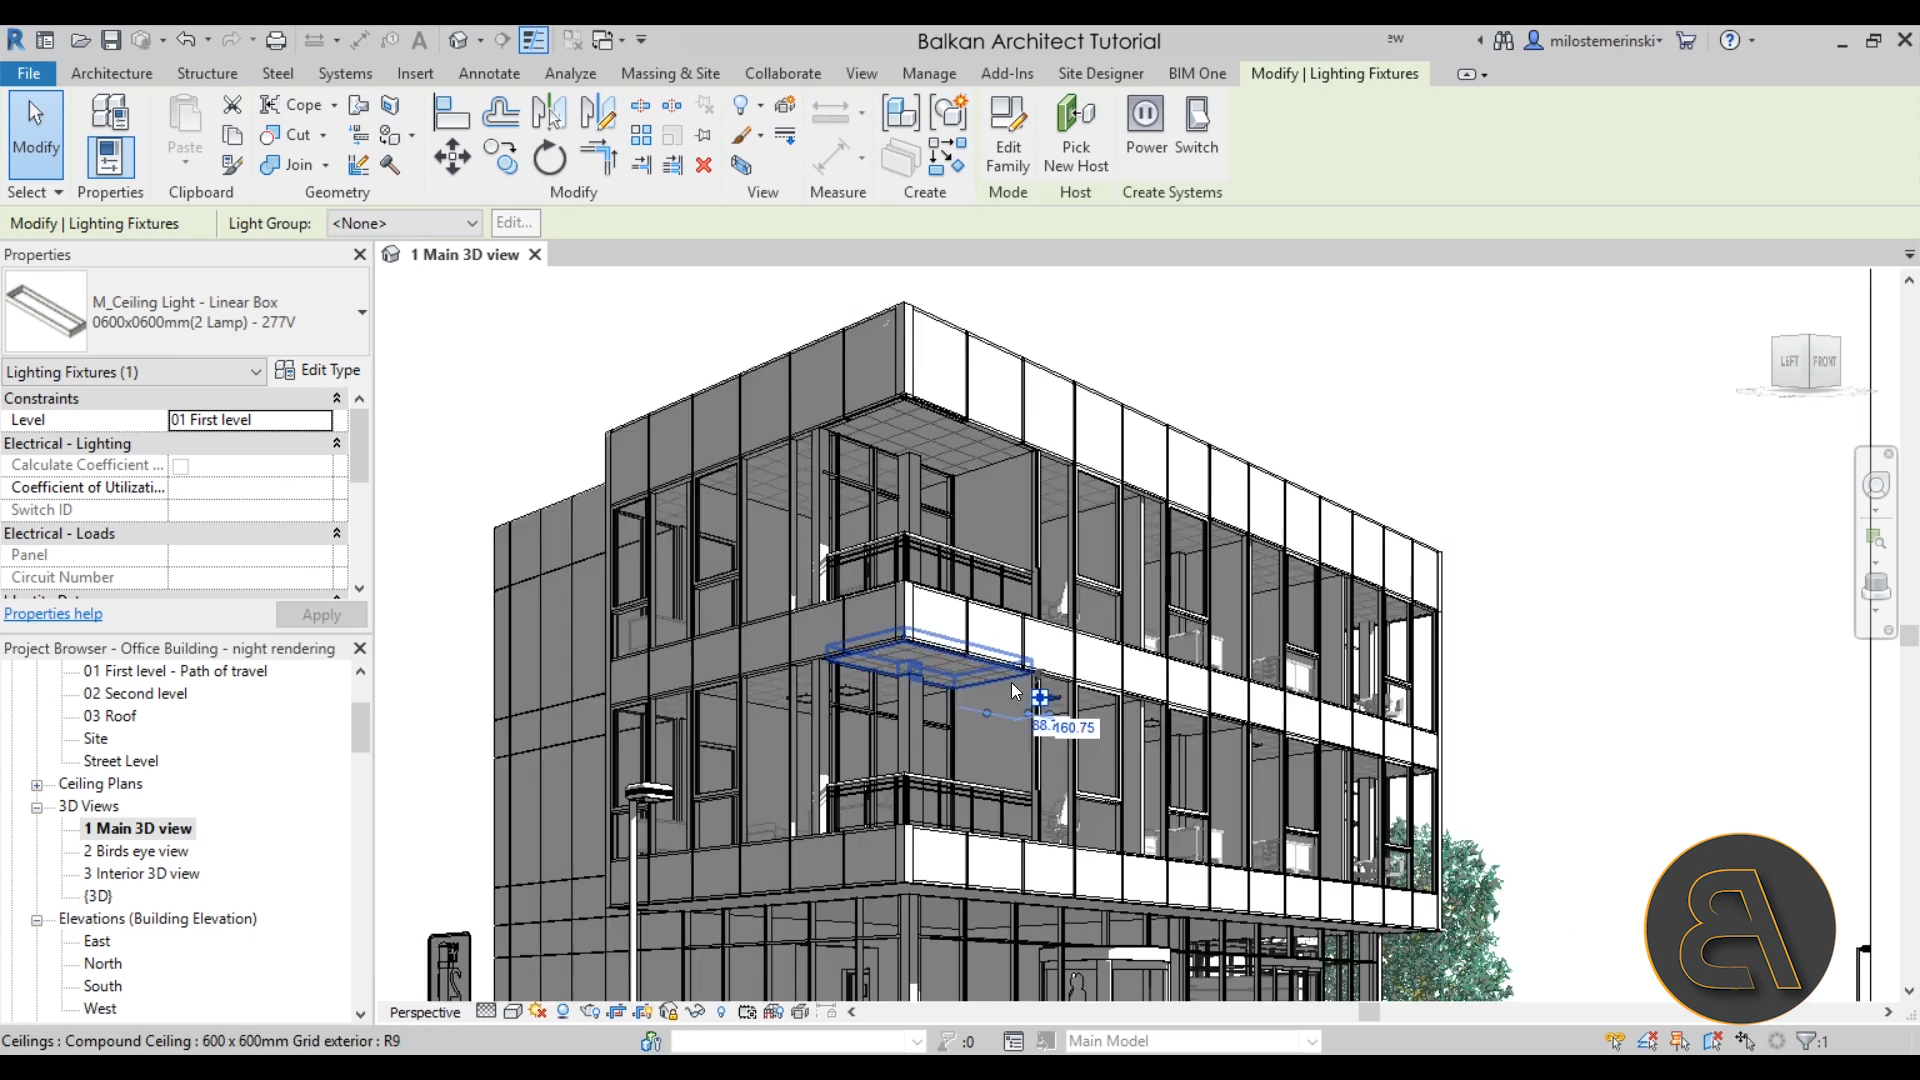 Balkan Architect Tutorial
milostemerinski
File
Architecture
Structure
Steel
Systems
Insert
Annotate
Analyze
Massing & Site
Collaborate
View
Manage
Add-Ins
Site Designer
BIM One
Modify | Lighting Fixtures
Modify
Paste
Cope
Cut
Join
Edit
Family
Pick
New Host
Power
Switch
Select
Properties
Clipboard
Geometry
Modify
View
Measure
Create
Mode
Host
Create Systems
Modify | Lighting Fixtures
Light Group:
<None>
Edit...
Properties
1 Main 3D view
M_Ceiling Light - Linear Box
0600x0600mm(2 Lamp) - 277V
Lighting Fixtures (1)
Edit Type
Constraints
Level
01 First level
Electrical - Lighting
Calculate Coefficient ...
Coefficient of Utilizati...
Switch ID
Electrical - Loads
Panel
Circuit Number
Properties help
Apply
Project Browser - Office Building - night rendering
01 First level - Path of travel
02 Second level
03 Roof
Site
Street Level
Ceiling Plans
3D Views
1 Main 3D view
2 Birds eye view
3 Interior 3D view
{3D}
Elevations (Building Elevation)
East
North
South
West
LEFT
FRONT
160.75
Perspective
Ceilings : Compound Ceiling : 600 x 600mm Grid exterior : R9
:0
Main Model
:1